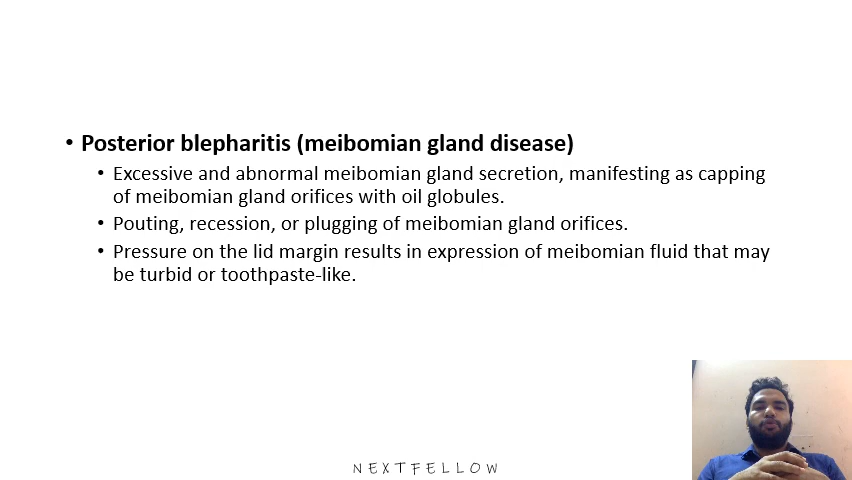 • Posterior blepharitis (meibomian gland disease)
• Excessive and abnormal meibomian gland secretion, manifesting as capping
of meibomian gland orifices with oil globules.
• Pouting, recession, or plugging of meibomian gland orifices.
• Pressure on the lid margin results in expression of meibomian fluid that may
be turbid or toothpaste-like.
NEXTFELLOW